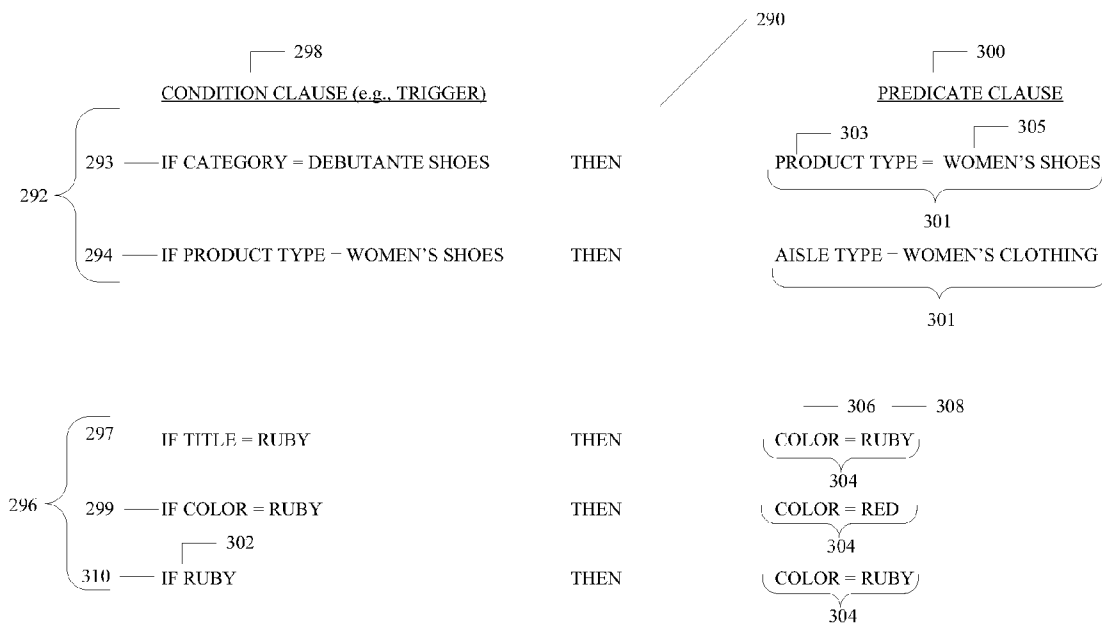 290
298 300
CONDITION CLAUSE (e.g., TRIGGER) PREDICATE CLAUSE
303 305
293 IF CATEGORY = DEBUTANTE SHOES THEN PRODUCT TYPE = WOMEN'S SHOES
292
301
294 IF PRODUCT TYPE = WOMEN'S SHOES THEN AISLE TYPE = WOMEN'S CLOTHING
301
306 308
297 IF TITLE = RUBY THEN COLOR = RUBY
304
296
299 IF COLOR = RUBY THEN COLOR = RED
302 304
310 IF RUBY THEN COLOR = RUBY
304